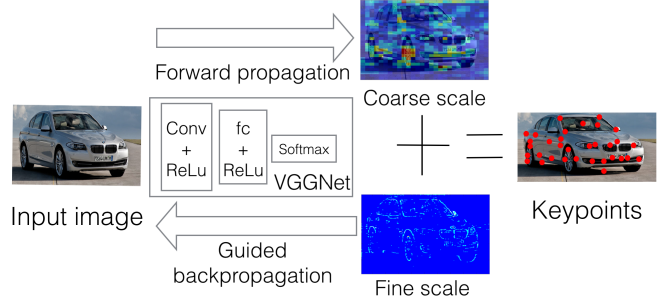 Forward propagation
Coarse scale
Conv
+
ReLu
fc
+
ReLu
Softmax
VGGNet
Input image
Keypoints
Guided
backpropagation
Fine scale